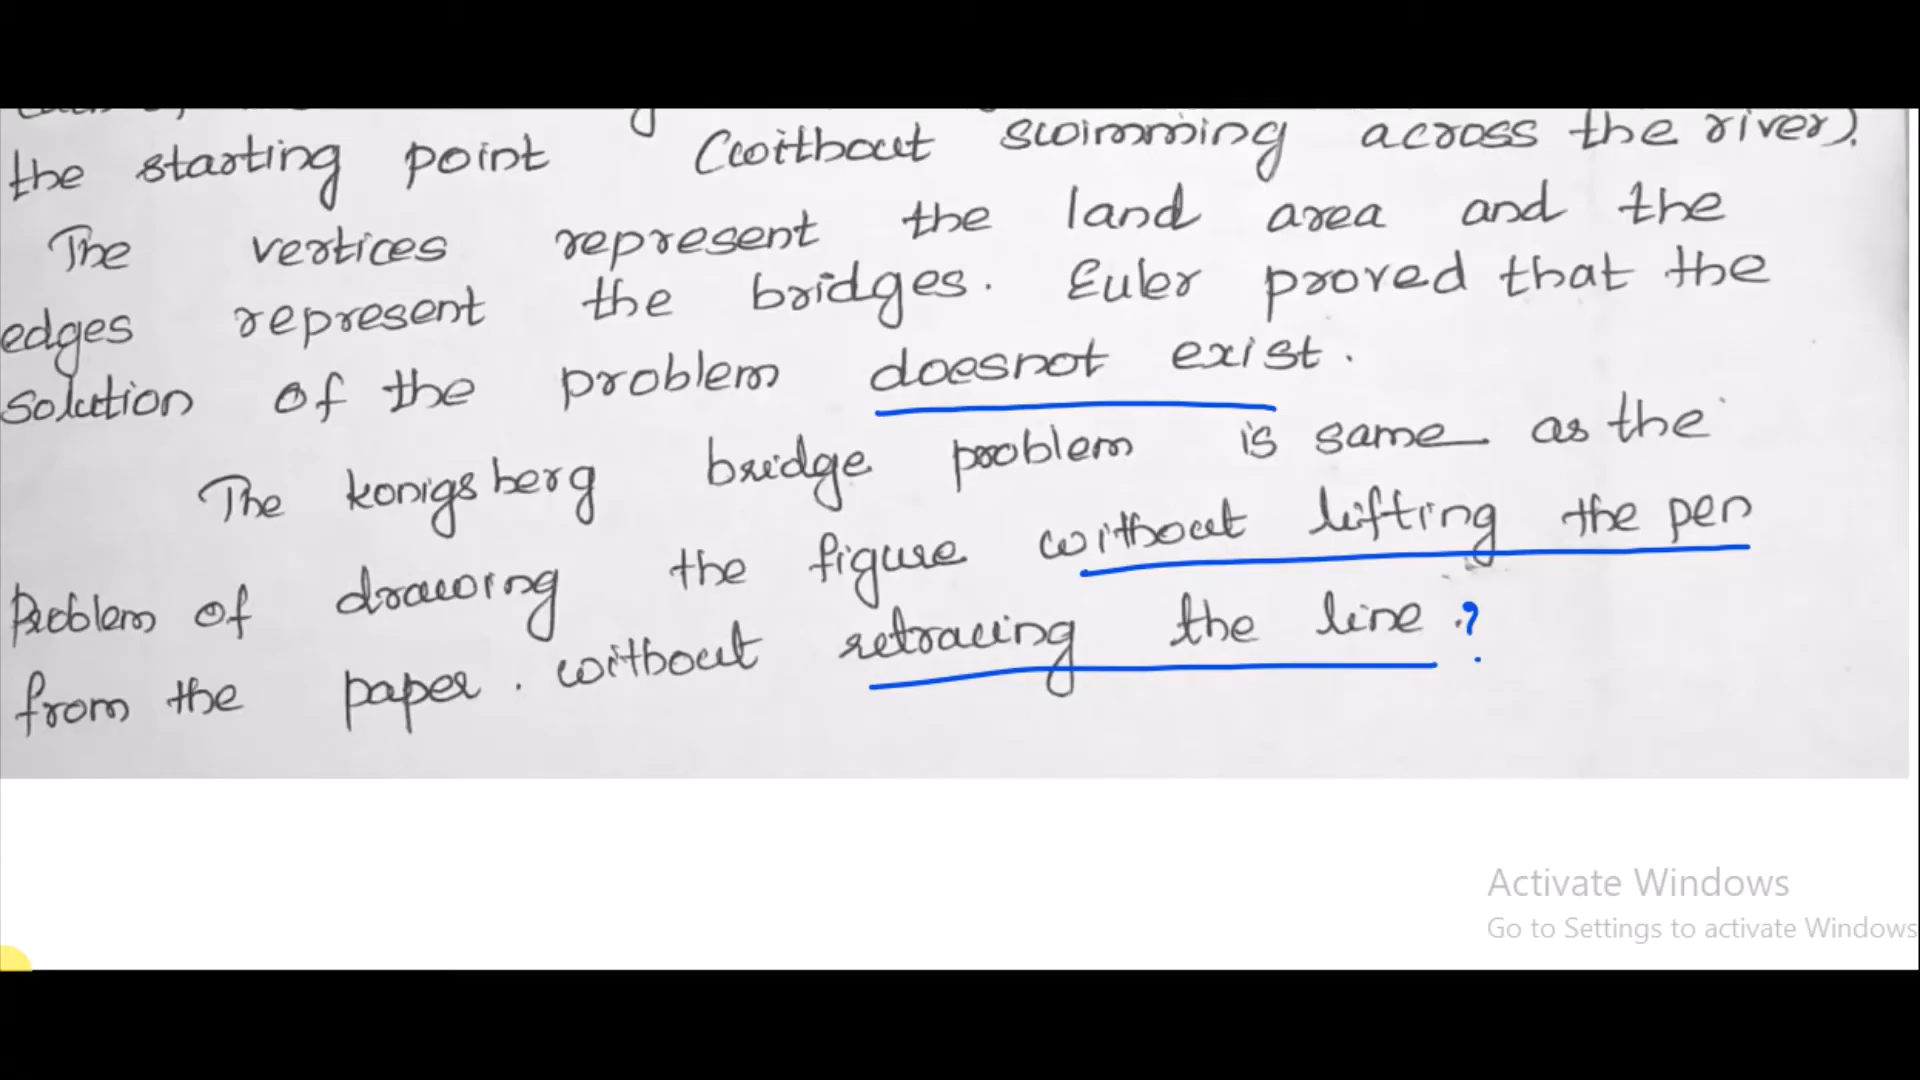 the starting point (without swimming across the river).
The vertices represent the land area and the
edges represent the bridges. Euler proved that the
solution of the problem doesnot exist.
The konigsberg bridge problem is same as the
Problem of drawing the figure without lifting the pen
from the paper. without retracing the line.?
Activate Windows
Go to Settings to activate Windows